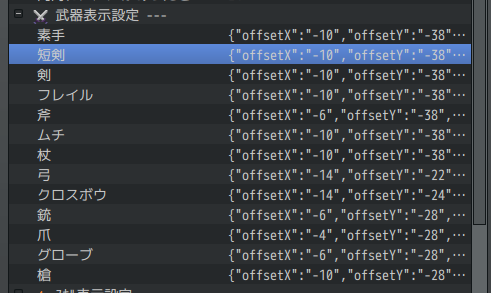 武器表示設定 ---
素手 {"offsetX":"-10","offsetY":"-38"…
短剣 {"offsetX":"-10","offsetY":"-38"…
剣 {"offsetX":"-10","offsetY":"-38"…
フレイル {"offsetX":"-10","offsetY":"-38"…
斧 {"offsetX":"-6","offsetY":"-38",…
ムチ {"offsetX":"-10","offsetY":"-38"…
杖 {"offsetX":"-10","offsetY":"-38"…
弓 {"offsetX":"-14","offsetY":"-22"…
クロスボウ {"offsetX":"-14","offsetY":"-24"…
銃 {"offsetX":"-6","offsetY":"-28",…
爪 {"offsetX":"-4","offsetY":"-28",…
グローブ {"offsetX":"-6","offsetY":"-28",…
槍 {"offsetX":"-10","offsetY":"-28"…